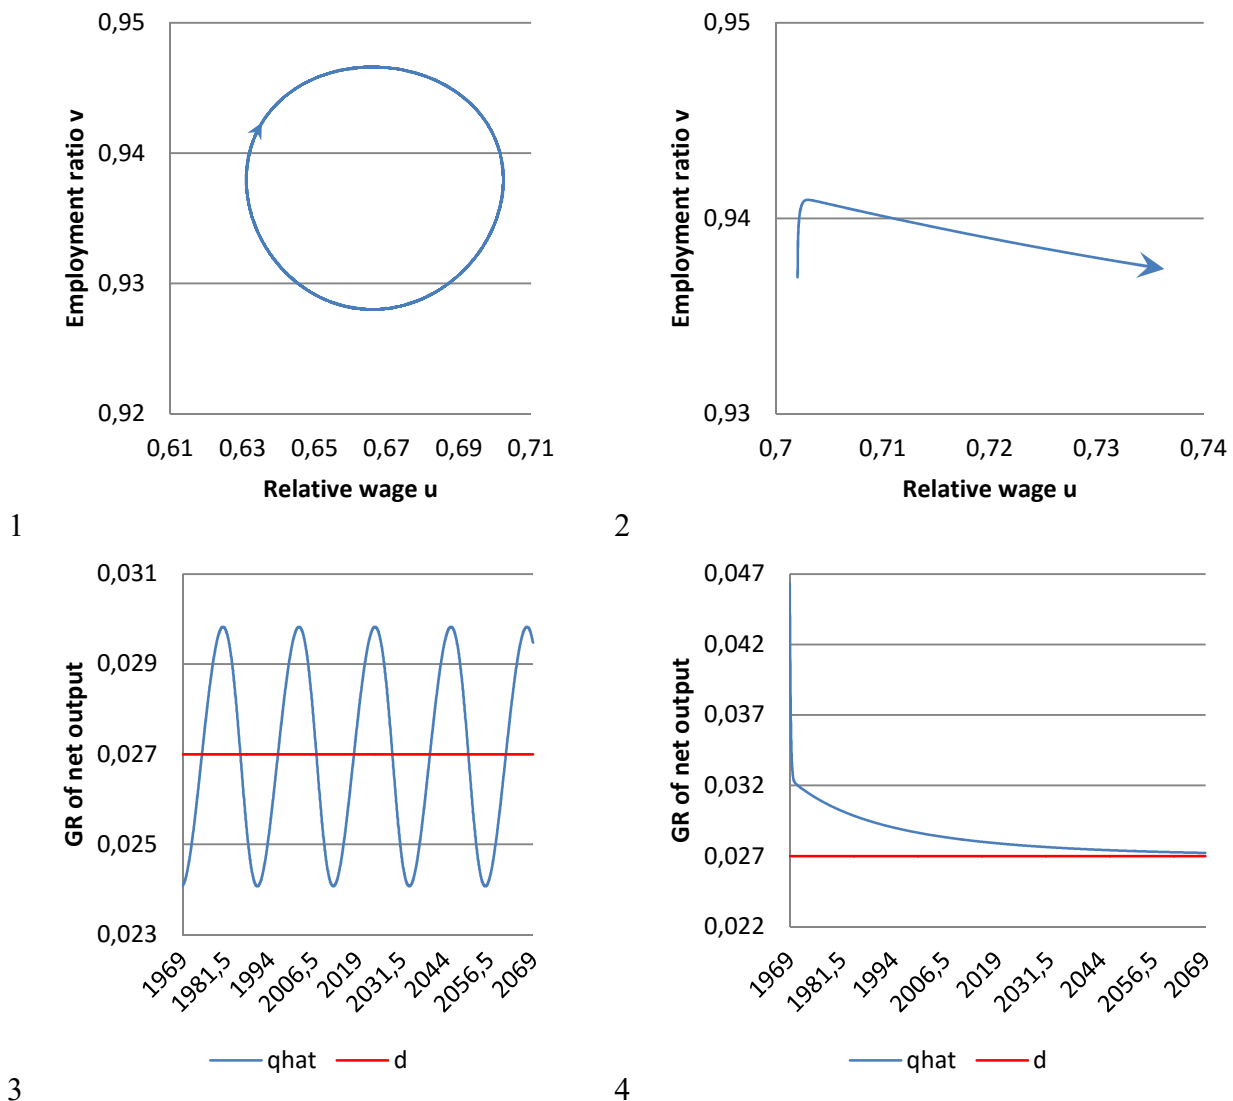 0,95
0,94
0,93
0,92
Employment ratio v
0,61 0,63 0,65 0,67 0,69 0,71
Relative wage u
1
0,95
0,94
0,93
Employment ratio v
0,7 0,71 0,72 0,73 0,74
Relative wage u
2
0,031
0,029
0,027
0,025
0,023
GR of net output
1969 1981,5 1994 2006,5 2019 2031,5 2044 2056,5 2069
qhat d
3
0,047
0,042
0,037
0,032
0,027
0,022
GR of net output
1969 1981,5 1994 2006,5 2019 2031,5 2044 2056,5 2069
qhat d
4